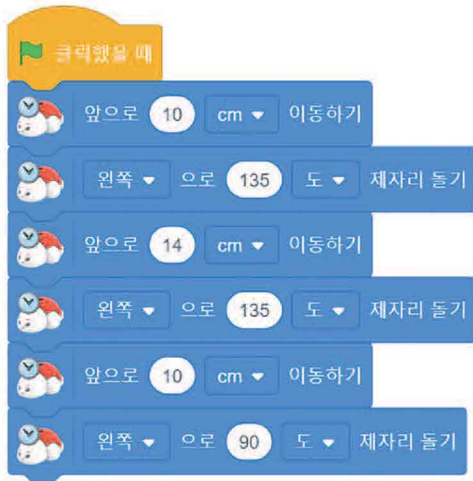 클릭했을 때
앞으로 10 cm 이동하기
왼쪽 으로 135 도 제자리 돌기
앞으로 14 cm 이동하기
왼쪽 으로 135 도 제자리 돌기
앞으로 10 cm 이동하기
왼쪽 으로 90 도 제자리 돌기